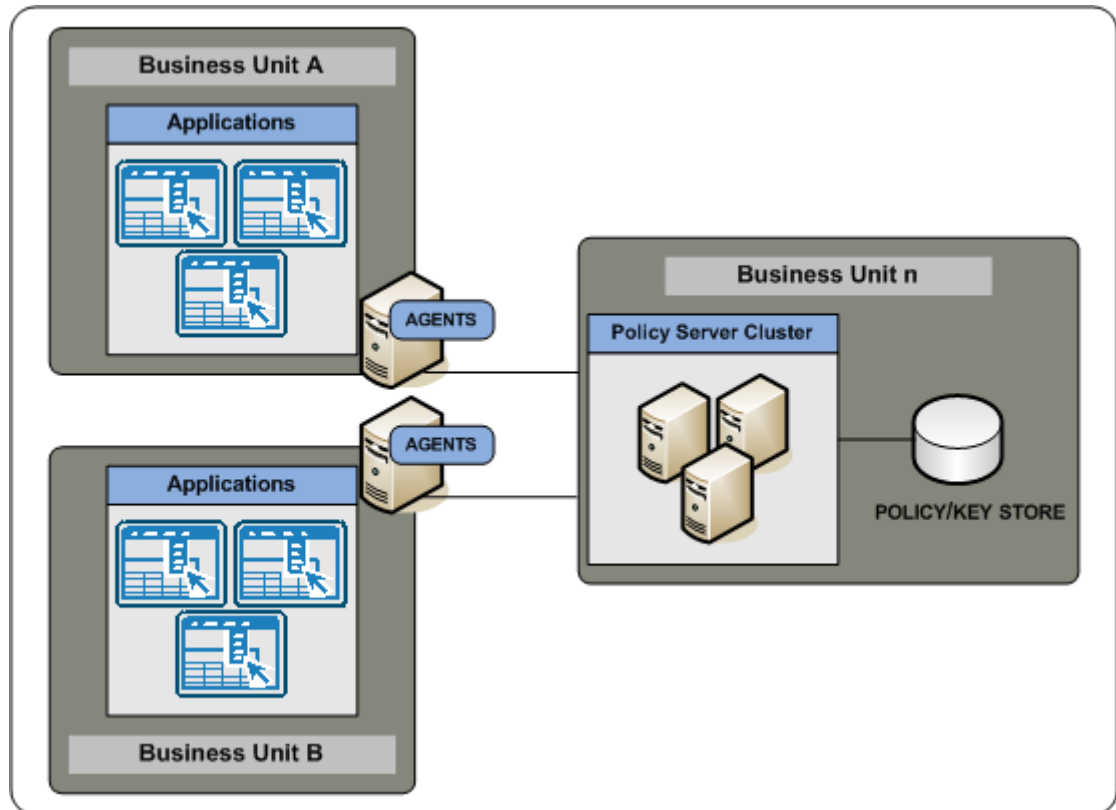 Business Unit A
Applications
AGENTS
Business Unit n
Policy Server Cluster
POLICY/KEY STORE
AGENTS
Applications
Business Unit B